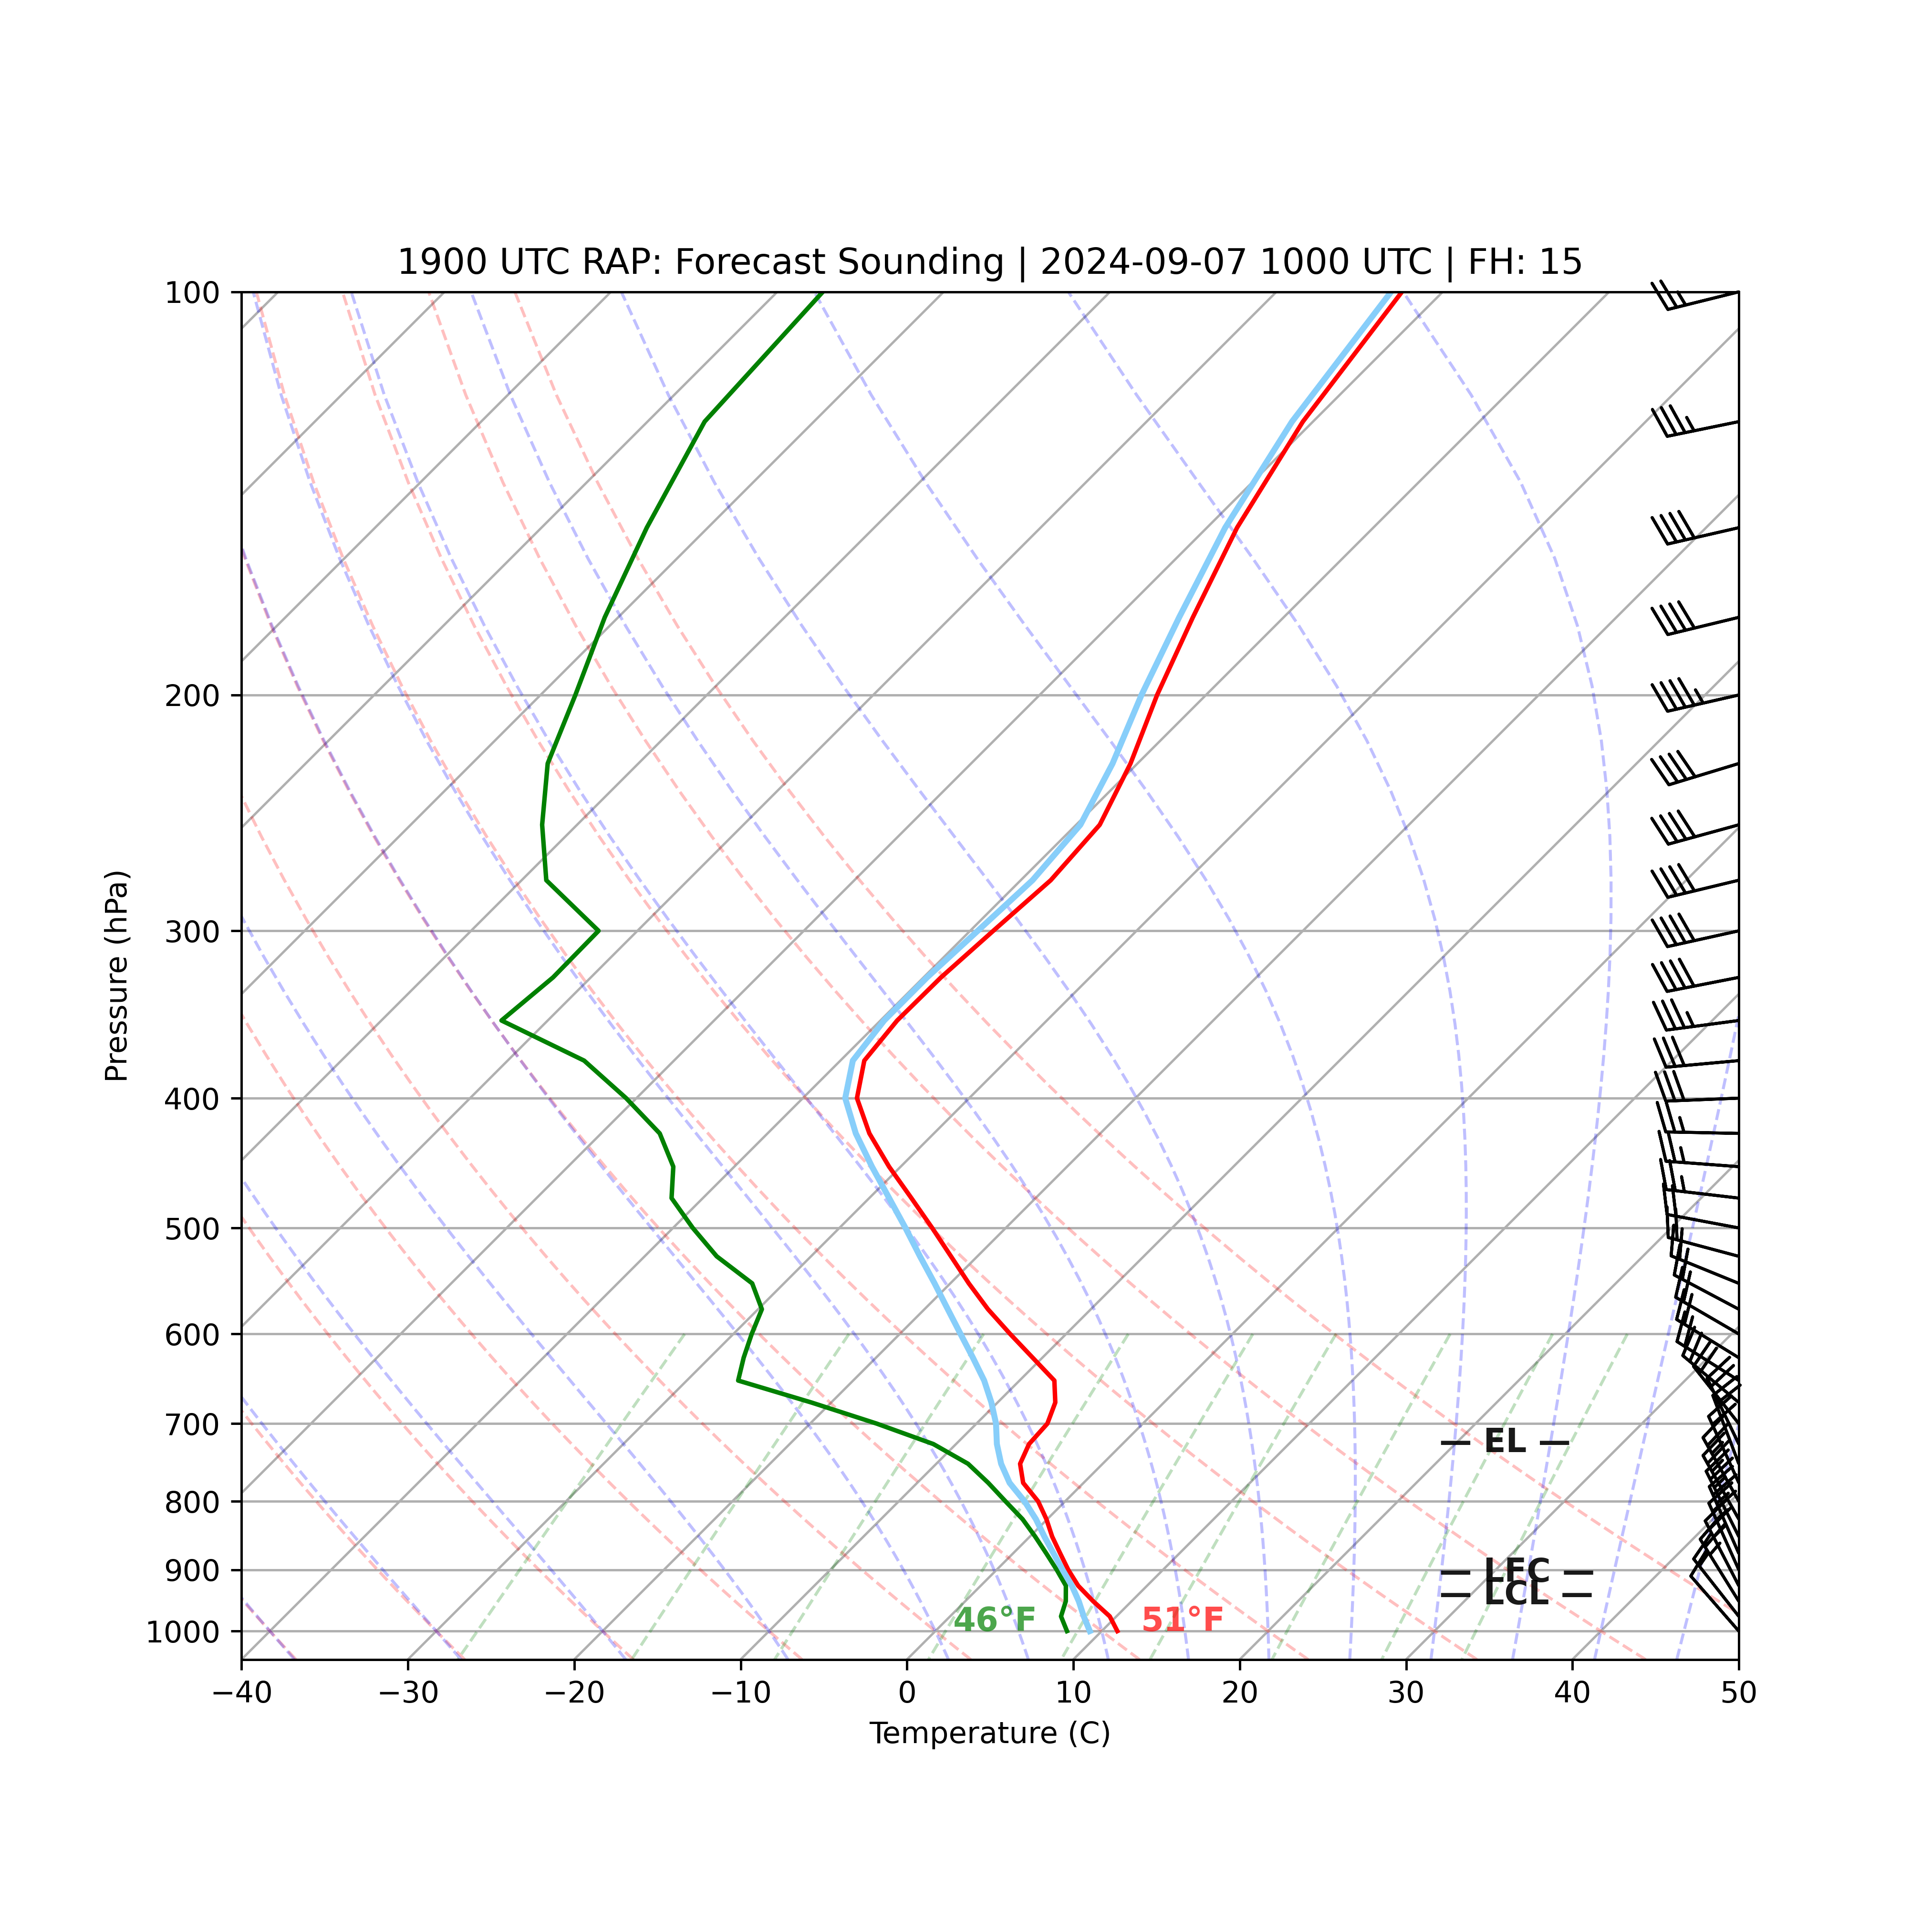 1900 UTC RAP: Forecast Sounding | 2024-09-07 1000 UTC | FH: 15
100
200
300
400
500
600
700
800
900
1000
Pressure (hPa)
— EL —
— LFC —
— LCL —
46°F
51°F
−40 −30 −20 −10 0 10 20 30 40 50
Temperature (C)